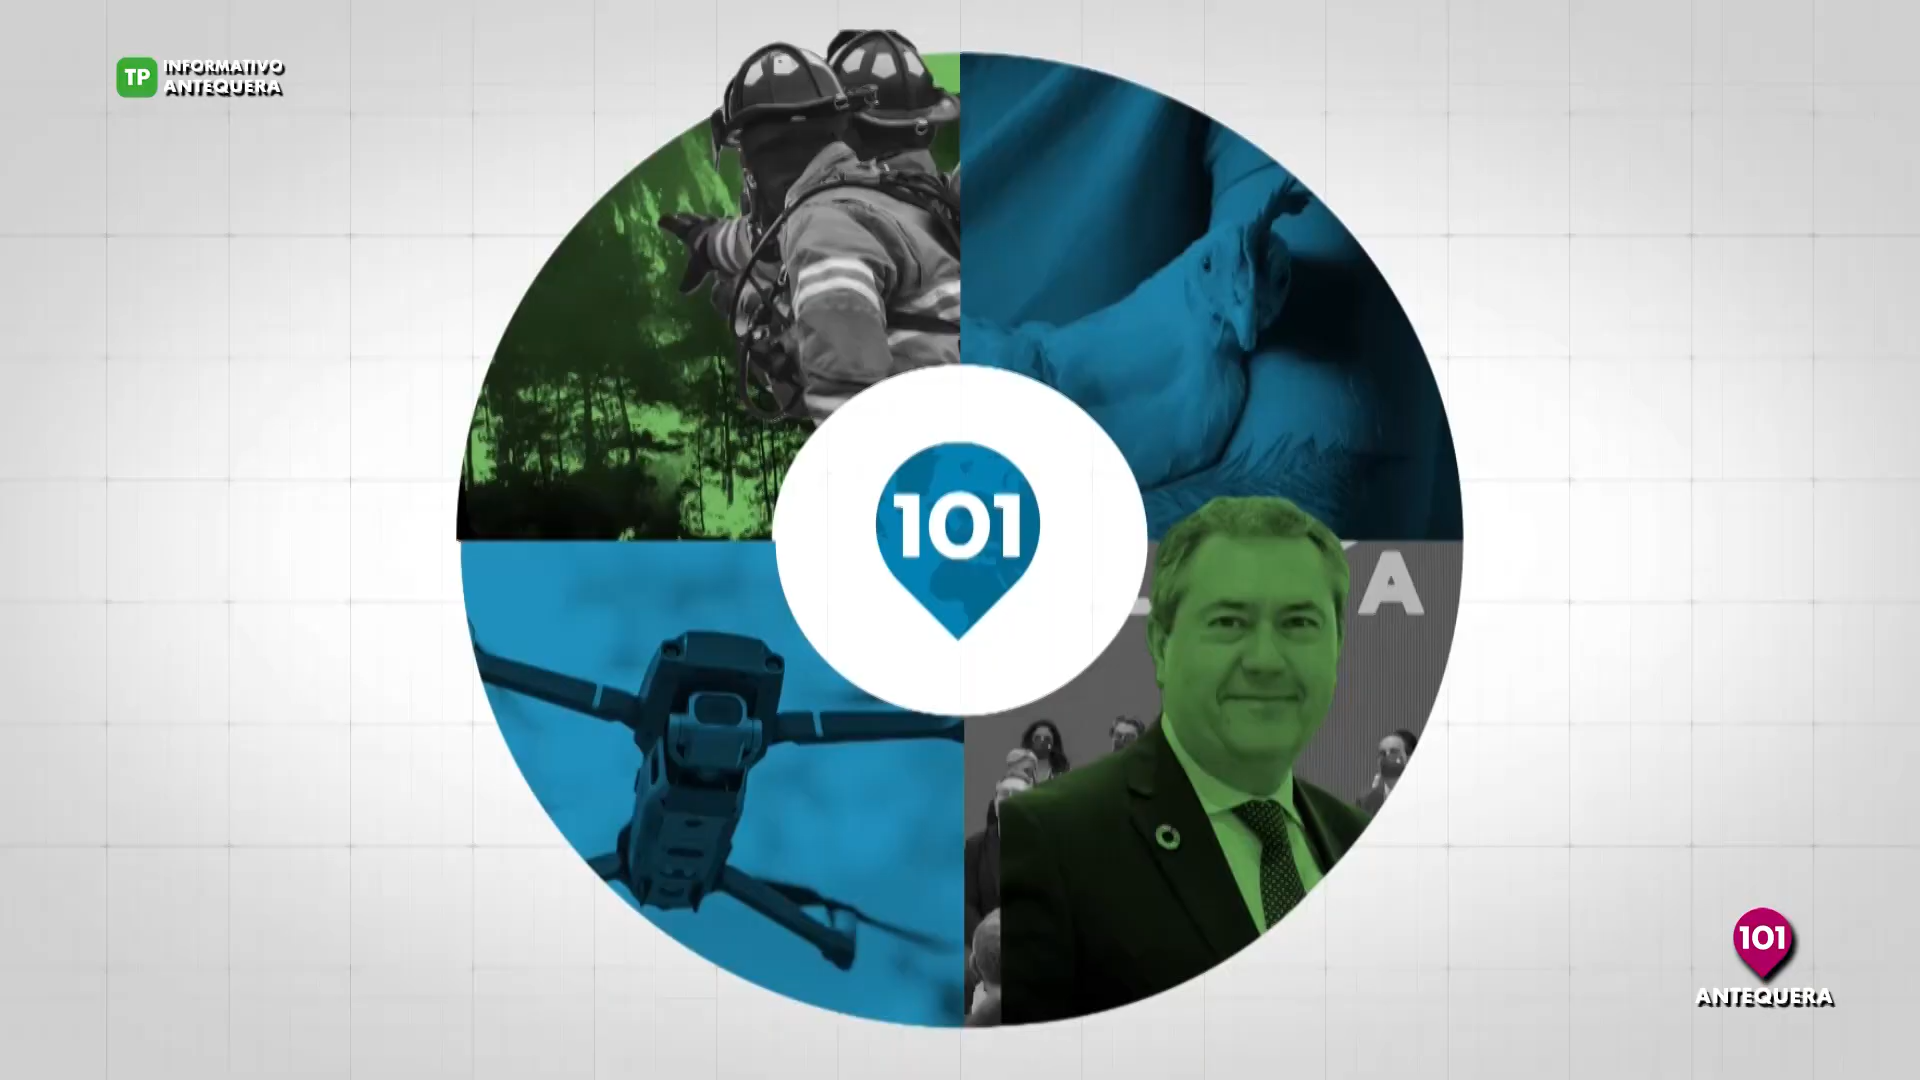 TP INFORMATIVO
ANTEQUERA
101
A
101
ANTEQUERA